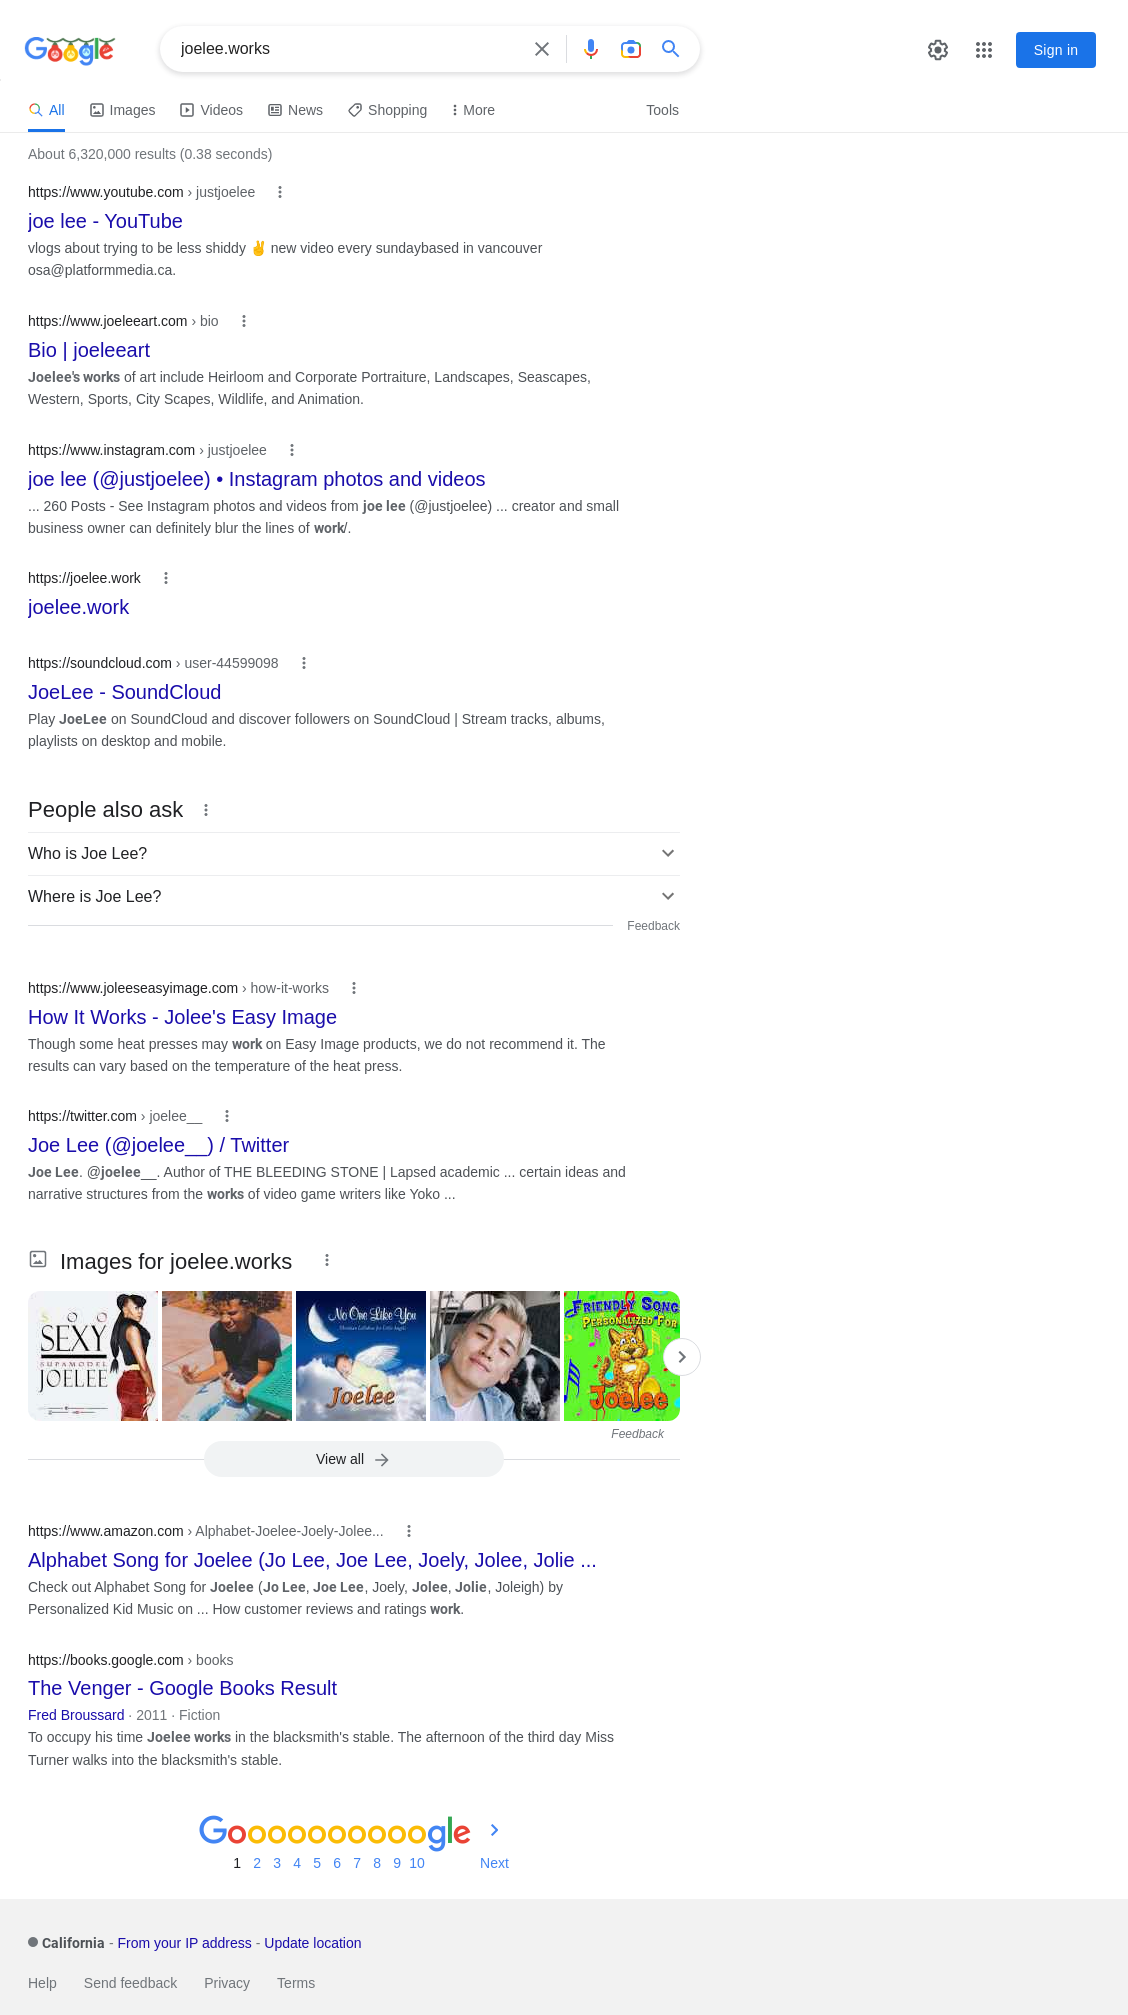 Google
joelee.works
Sign in
All
Images
Videos
News
Shopping
More
Tools
About 6,320,000 results (0.38 seconds)
https://www.youtube.com › justjoelee
joe lee - YouTube
vlogs about trying to be less shiddy ✌️ new video every sundaybased in vancouver
osa@platformmedia.ca.
https://www.joeleeart.com › bio
Bio | joeleeart
Joelee's works of art include Heirloom and Corporate Portraiture, Landscapes, Seascapes,
Western, Sports, City Scapes, Wildlife, and Animation.
https://www.instagram.com › justjoelee
joe lee (@justjoelee) • Instagram photos and videos
... 260 Posts - See Instagram photos and videos from joe lee (@justjoelee) ... creator and small
business owner can definitely blur the lines of work/.
https://joelee.work
joelee.work
https://soundcloud.com › user-44599098
JoeLee - SoundCloud
Play JoeLee on SoundCloud and discover followers on SoundCloud | Stream tracks, albums,
playlists on desktop and mobile.
People also ask
Who is Joe Lee?
Where is Joe Lee?
Feedback
https://www.joleeseasyimage.com › how-it-works
How It Works - Jolee's Easy Image
Though some heat presses may work on Easy Image products, we do not recommend it. The
results can vary based on the temperature of the heat press.
https://twitter.com › joelee__
Joe Lee (@joelee__) / Twitter
Joe Lee. @joelee__. Author of THE BLEEDING STONE | Lapsed academic ... certain ideas and
narrative structures from the works of video game writers like Yoko ...
Images for joelee.works
S O O
SEXY
SUPAMODEL
JOELEE
No One Like You
Christian Lullabies for Little Angels
Joelee
FRIENDLY SONG
PERSONALIZED FOR
Joelee
Feedback
View all
https://www.amazon.com › Alphabet-Joelee-Joely-Jolee...
Alphabet Song for Joelee (Jo Lee, Joe Lee, Joely, Jolee, Jolie ...
Check out Alphabet Song for Joelee (Jo Lee, Joe Lee, Joely, Jolee, Jolie, Joleigh) by
Personalized Kid Music on ... How customer reviews and ratings work.
https://books.google.com › books
The Venger - Google Books Result
Fred Broussard · 2011 · Fiction
To occupy his time Joelee works in the blacksmith's stable. The afternoon of the third day Miss
Turner walks into the blacksmith's stable.
Goooooooooogle
1 2 3 4 5 6 7 8 9 10 Next
California - From your IP address - Update location
Help Send feedback Privacy Terms